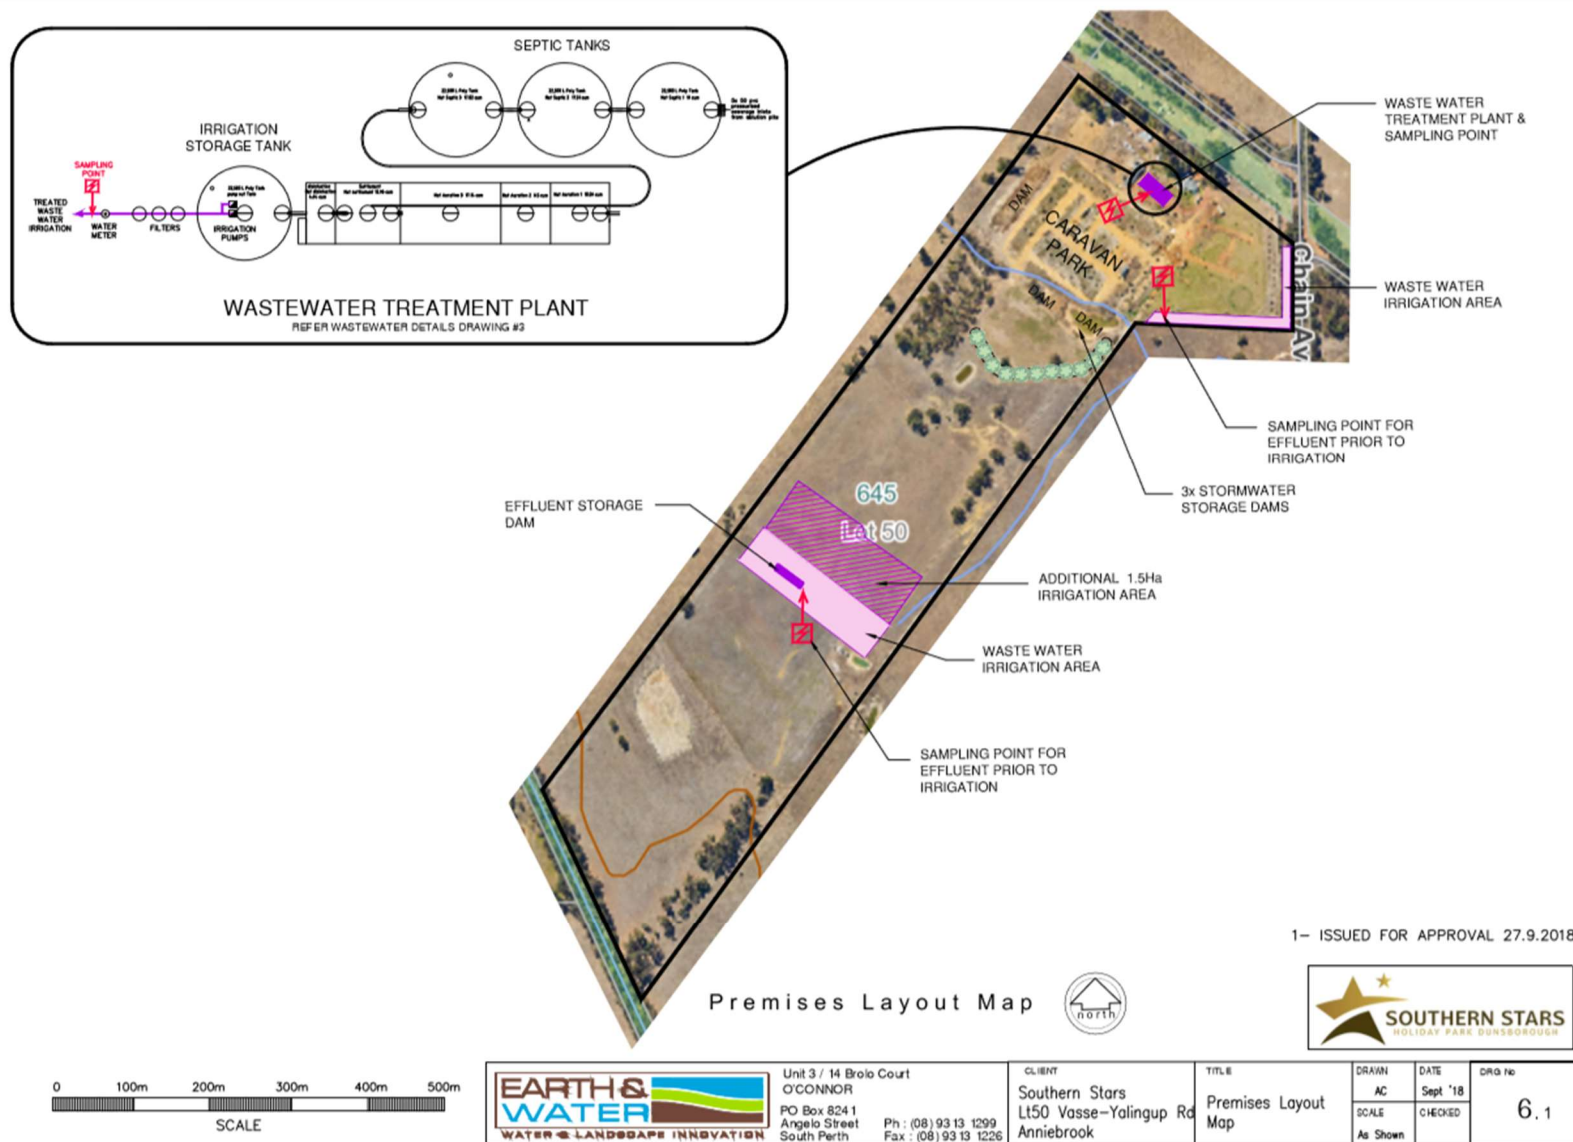 SEPTIC TANKS
IRRIGATION
STORAGE TANK
SAMPLING
POINT
TREATED
WASTE
WATER
IRRIGATION
WATER
METER
FILTERS
IRRIGATION
PUMPS
WASTEWATER TREATMENT PLANT
REFER WASTEWATER DETAILS DRAWING #3
WASTE WATER
TREATMENT PLANT &
SAMPLING POINT
DAM
CARAVAN
PARK
DAM
DAM
Chain Av
WASTE WATER
IRRIGATION AREA
SAMPLING POINT FOR
EFFLUENT PRIOR TO
IRRIGATION
3x STORMWATER
STORAGE DAMS
645
Lot 50
EFFLUENT STORAGE
DAM
ADDITIONAL 1.5Ha
IRRIGATION AREA
WASTE WATER
IRRIGATION AREA
SAMPLING POINT FOR
EFFLUENT PRIOR TO
IRRIGATION
1- ISSUED FOR APPROVAL 27.9.2018
Premises Layout Map
north
SOUTHERN STARS
HOLIDAY PARK DUNSBOROUGH
0 100m 200m 300m 400m 500m
SCALE
EARTH &
WATER
WATER & LANDSCAPE INNOVATION
Unit 3 / 14 Brolo Court
O'CONNOR
PO Box 8241
Angelo Street Ph : (08) 93 13 1299
South Perth Fax : (08) 93 13 1226
CLIENT
Southern Stars
Lt50 Vasse-Yalingup Rd
Anniebrook
TITLE
Premises Layout
Map
DRAWN
AC
SCALE
As Shown
DATE
Sept '18
CHECKED
DRG No
6.1